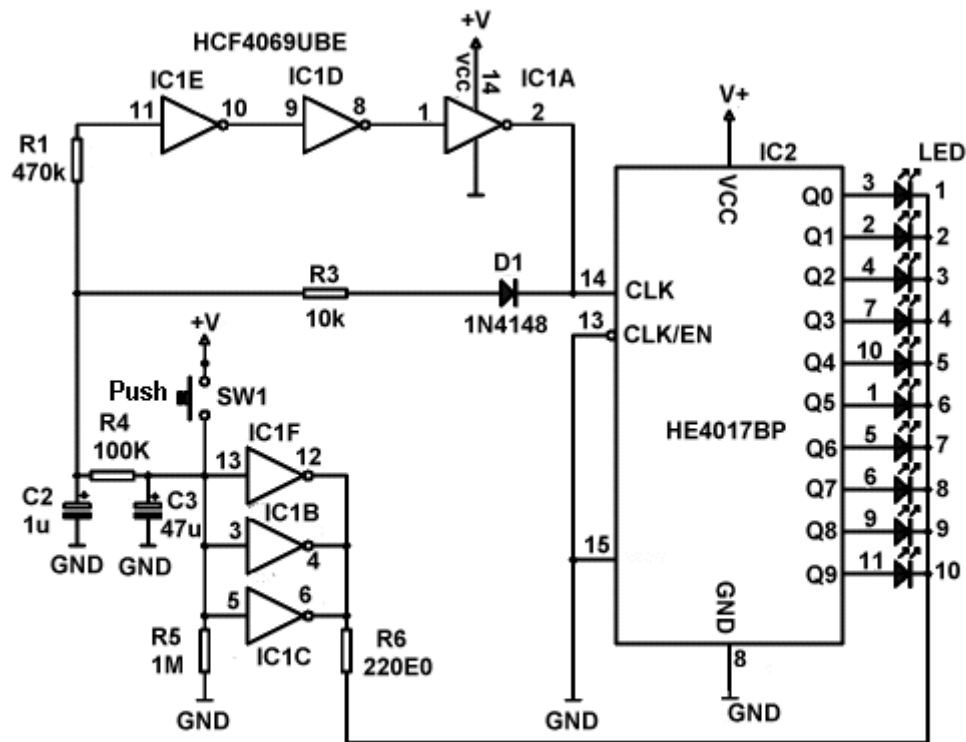 HCF4069UBE
+V
IC1E
IC1D
VCC
14
IC1A
11
10
9
8
1
2
V+
R1
470k
IC2
LED
VCC
Q0
3
1
Q1
2
2
Q2
4
3
R3
10k
D1
1N4148
14
CLK
13
CLK/EN
Q3
7
4
+V
Q4
10
5
Push
SW1
Q5
1
6
R4
100K
IC1F
HE4017BP
Q6
5
7
13
12
C2
1u
C3
47u
IC1B
Q7
6
8
3
4
Q8
9
9
GND
GND
15
Q9
11
10
5
6
R5
1M
IC1C
R6
220E0
GND
8
GND
GND
GND